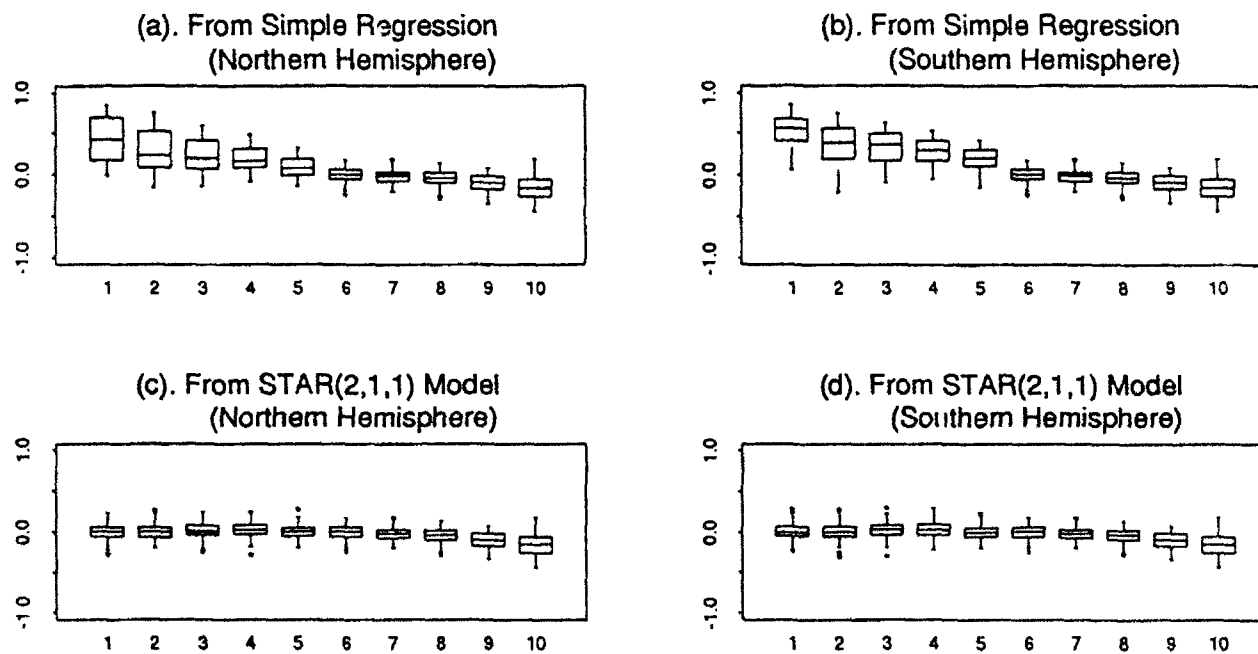 (a). From Simple Regression
(Northern Hemisphere)
1.0
0.0
-1.0
1 2 3 4 5 6 7 8 9 10
(b). From Simple Regression
(Southern Hemisphere)
1.0
0.0
-1.0
1 2 3 4 5 6 7 8 9 10
(c). From STAR(2,1,1) Model
(Northern Hemisphere)
1.0
0.0
-1 0
1 2 3 4 5 6 7 8 9 10
(d). From STAR(2,1,1) Model
(Southern Hemisphere)
1.0
0.0
-1.0
1 2 3 4 5 6 7 8 9 10